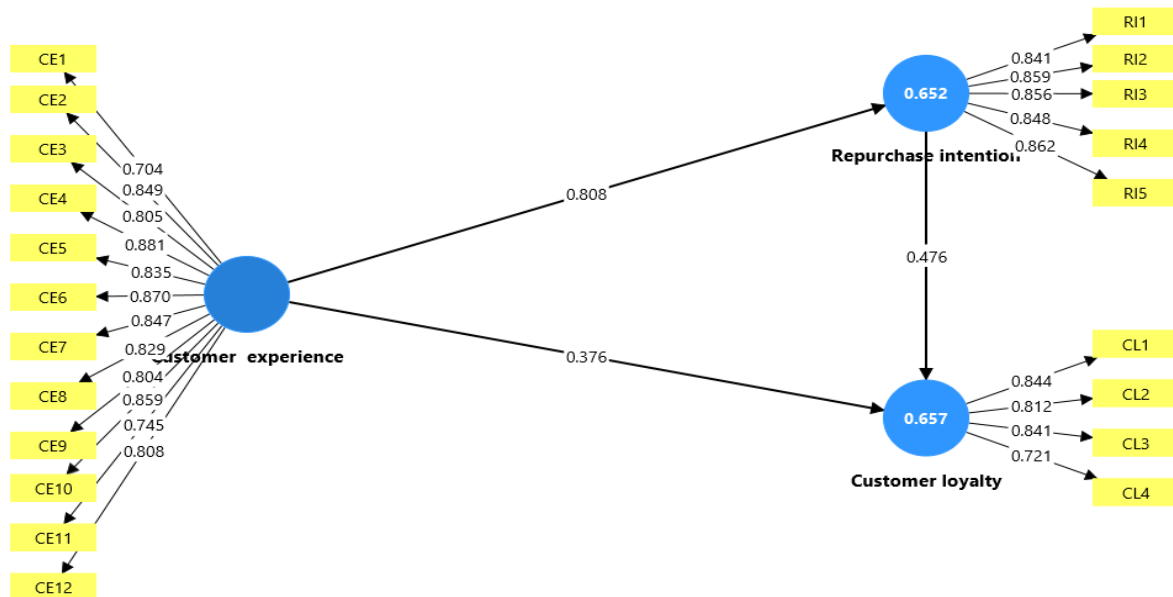 CE1
CE2
CE3
CE4
CE5
CE6
CE7
CE8
CE9
CE10
CE11
CE12
0.704
0.849
0.805
0.881
0.835
0.870
0.847
0.829
0.804
0.859
0.745
0.808
Customer experience
0.808
0.376
0.652
Repurchase intention
0.476
0.657
Customer loyalty
0.841
0.859
0.856
0.848
0.862
RI1
RI2
RI3
RI4
RI5
0.844
0.812
0.841
0.721
CL1
CL2
CL3
CL4